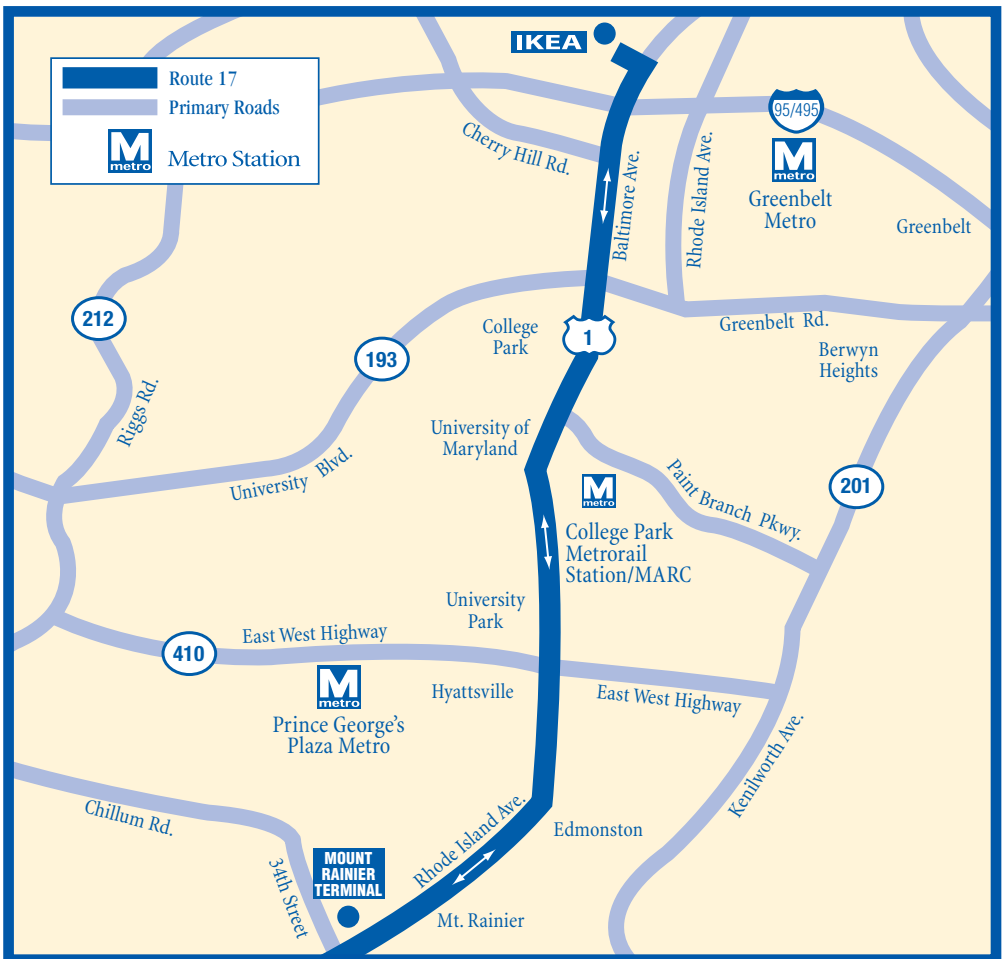 IKEA
Route 17
Primary Roads
M
metro
Metro Station
95/495
Cherry Hill Rd.
Baltimore Ave.
Rhode Island Ave.
M
metro
Greenbelt
Metro
Greenbelt
212
193
College
Park
1
Greenbelt Rd.
Berwyn
Heights
Riggs Rd.
University of
Maryland
University Blvd.
M
metro
Paint Branch Pkwy.
201
College Park
Metrorail
Station/MARC
University
Park
410
East West Highway
M
metro
Hyattsville
East West Highway
Prince George's
Plaza Metro
Kenilworth Ave.
Chillum Rd.
Rhode Island Ave.
Edmonston
34th Street
MOUNT
RAINIER
TERMINAL
Mt. Rainier